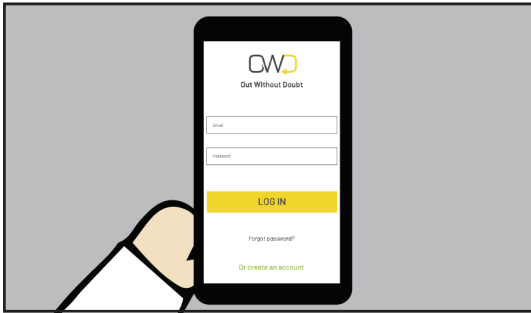 OWD
Out Without Doubt
Email
Password
LOG IN
Forgot password?
Or create an account